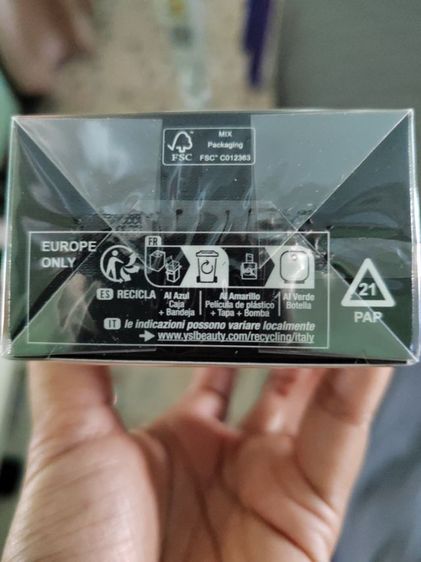 MIX
Packaging
FSC® C012363
FSC
EUROPE
ONLY
FR
ES RECICLA
Al Azul
Caja
+ Bandeja
Al Amarillo
Película de plástico
+ Tapa + Bomba
Al Verde
Botella
IT le indicazioni possono variare localmente
www.yslbeauty.com/recycling/italy
21
PAP